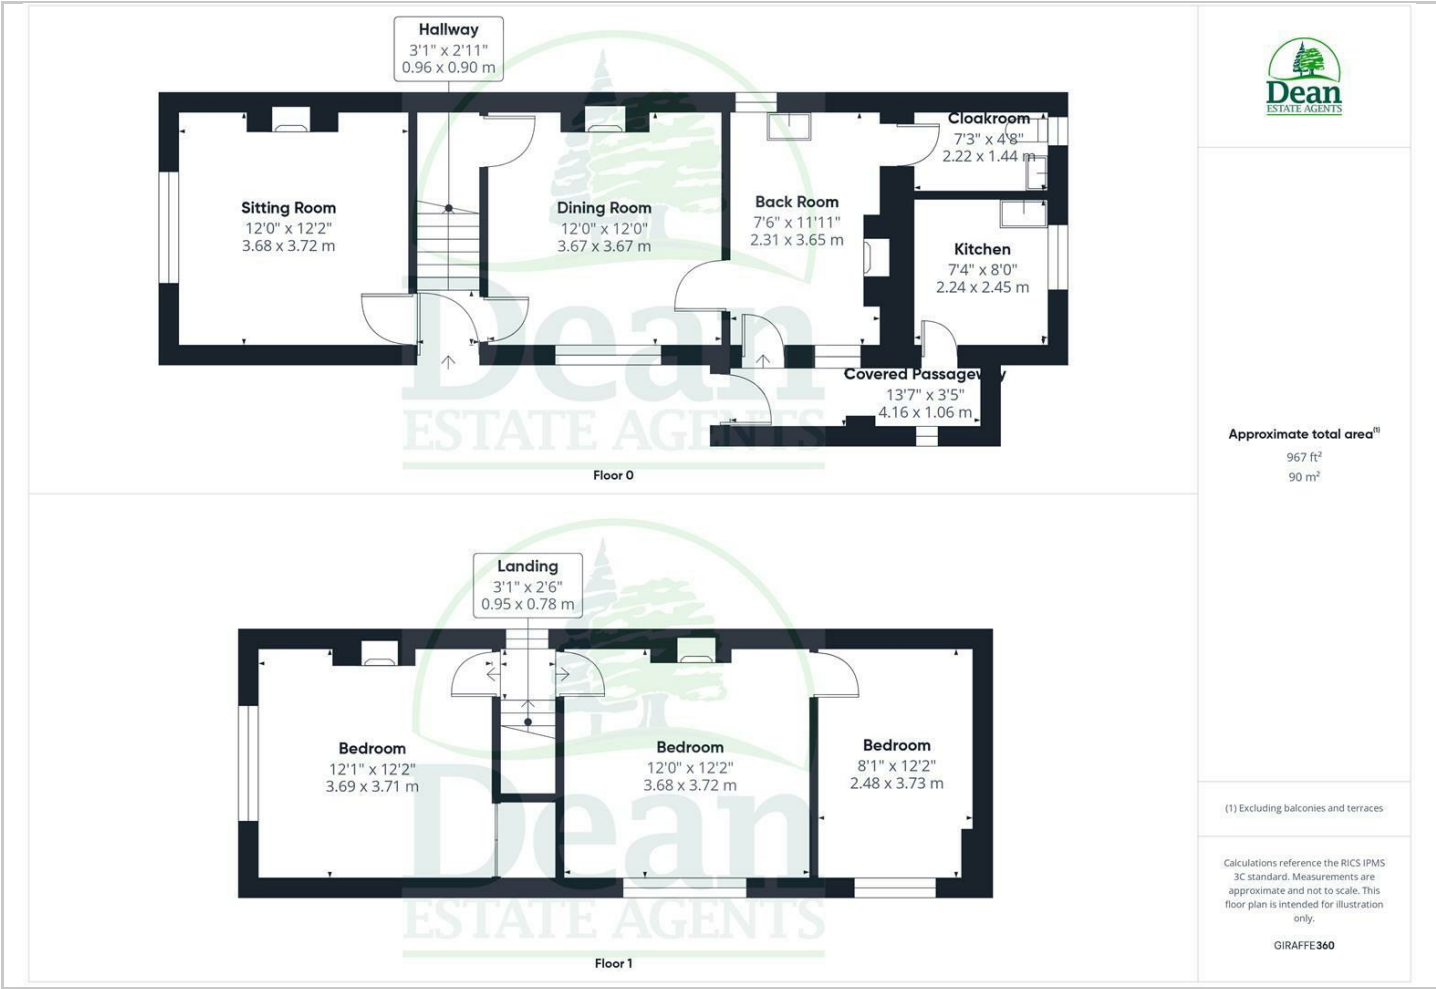 Hallway
3'1" x 2'11"
0.96 x 0.90 m
Sitting Room
12'0" x 12'2"
3.68 x 3.72 m
Dining Room
12'0" x 12'0"
3.67 x 3.67 m
Back Room
7'6" x 11'11"
2.31 x 3.65 m
Cloakroom
7'3" x 4'8"
2.22 x 1.44 m
Kitchen
7'4" x 8'0"
2.24 x 2.45 m
Covered Passageway
13'7" x 3'5"
4.16 x 1.06 m
Dean
ESTATE AGENTS
Floor 0
Landing
3'1" x 2'6"
0.95 x 0.78 m
Bedroom
12'1" x 12'2"
3.69 x 3.71 m
Bedroom
12'0" x 12'2"
3.68 x 3.72 m
Bedroom
8'1" x 12'2"
2.48 x 3.73 m
Dean
ESTATE AGENTS
Floor 1
Dean
ESTATE AGENTS
Approximate total area(1)
967 ft²
90 m²
(1) Excluding balconies and terraces
Calculations reference the RICS IPMS
3C standard. Measurements are
approximate and not to scale. This
floor plan is intended for illustration
only.
GIRAFFE360